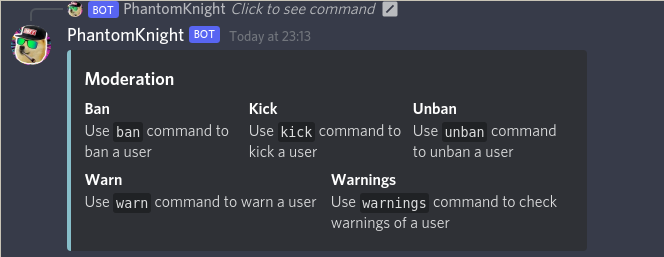 BOT PhantomKnight Click to see command
PhantomKnight BOT Today at 23:13
Moderation
Ban
Use ban command to
ban a user
Kick
Use kick command to
kick a user
Unban
Use unban command
to unban a user
Warn
Use warn command to warn a user
Warnings
Use warnings command to check
warnings of a user